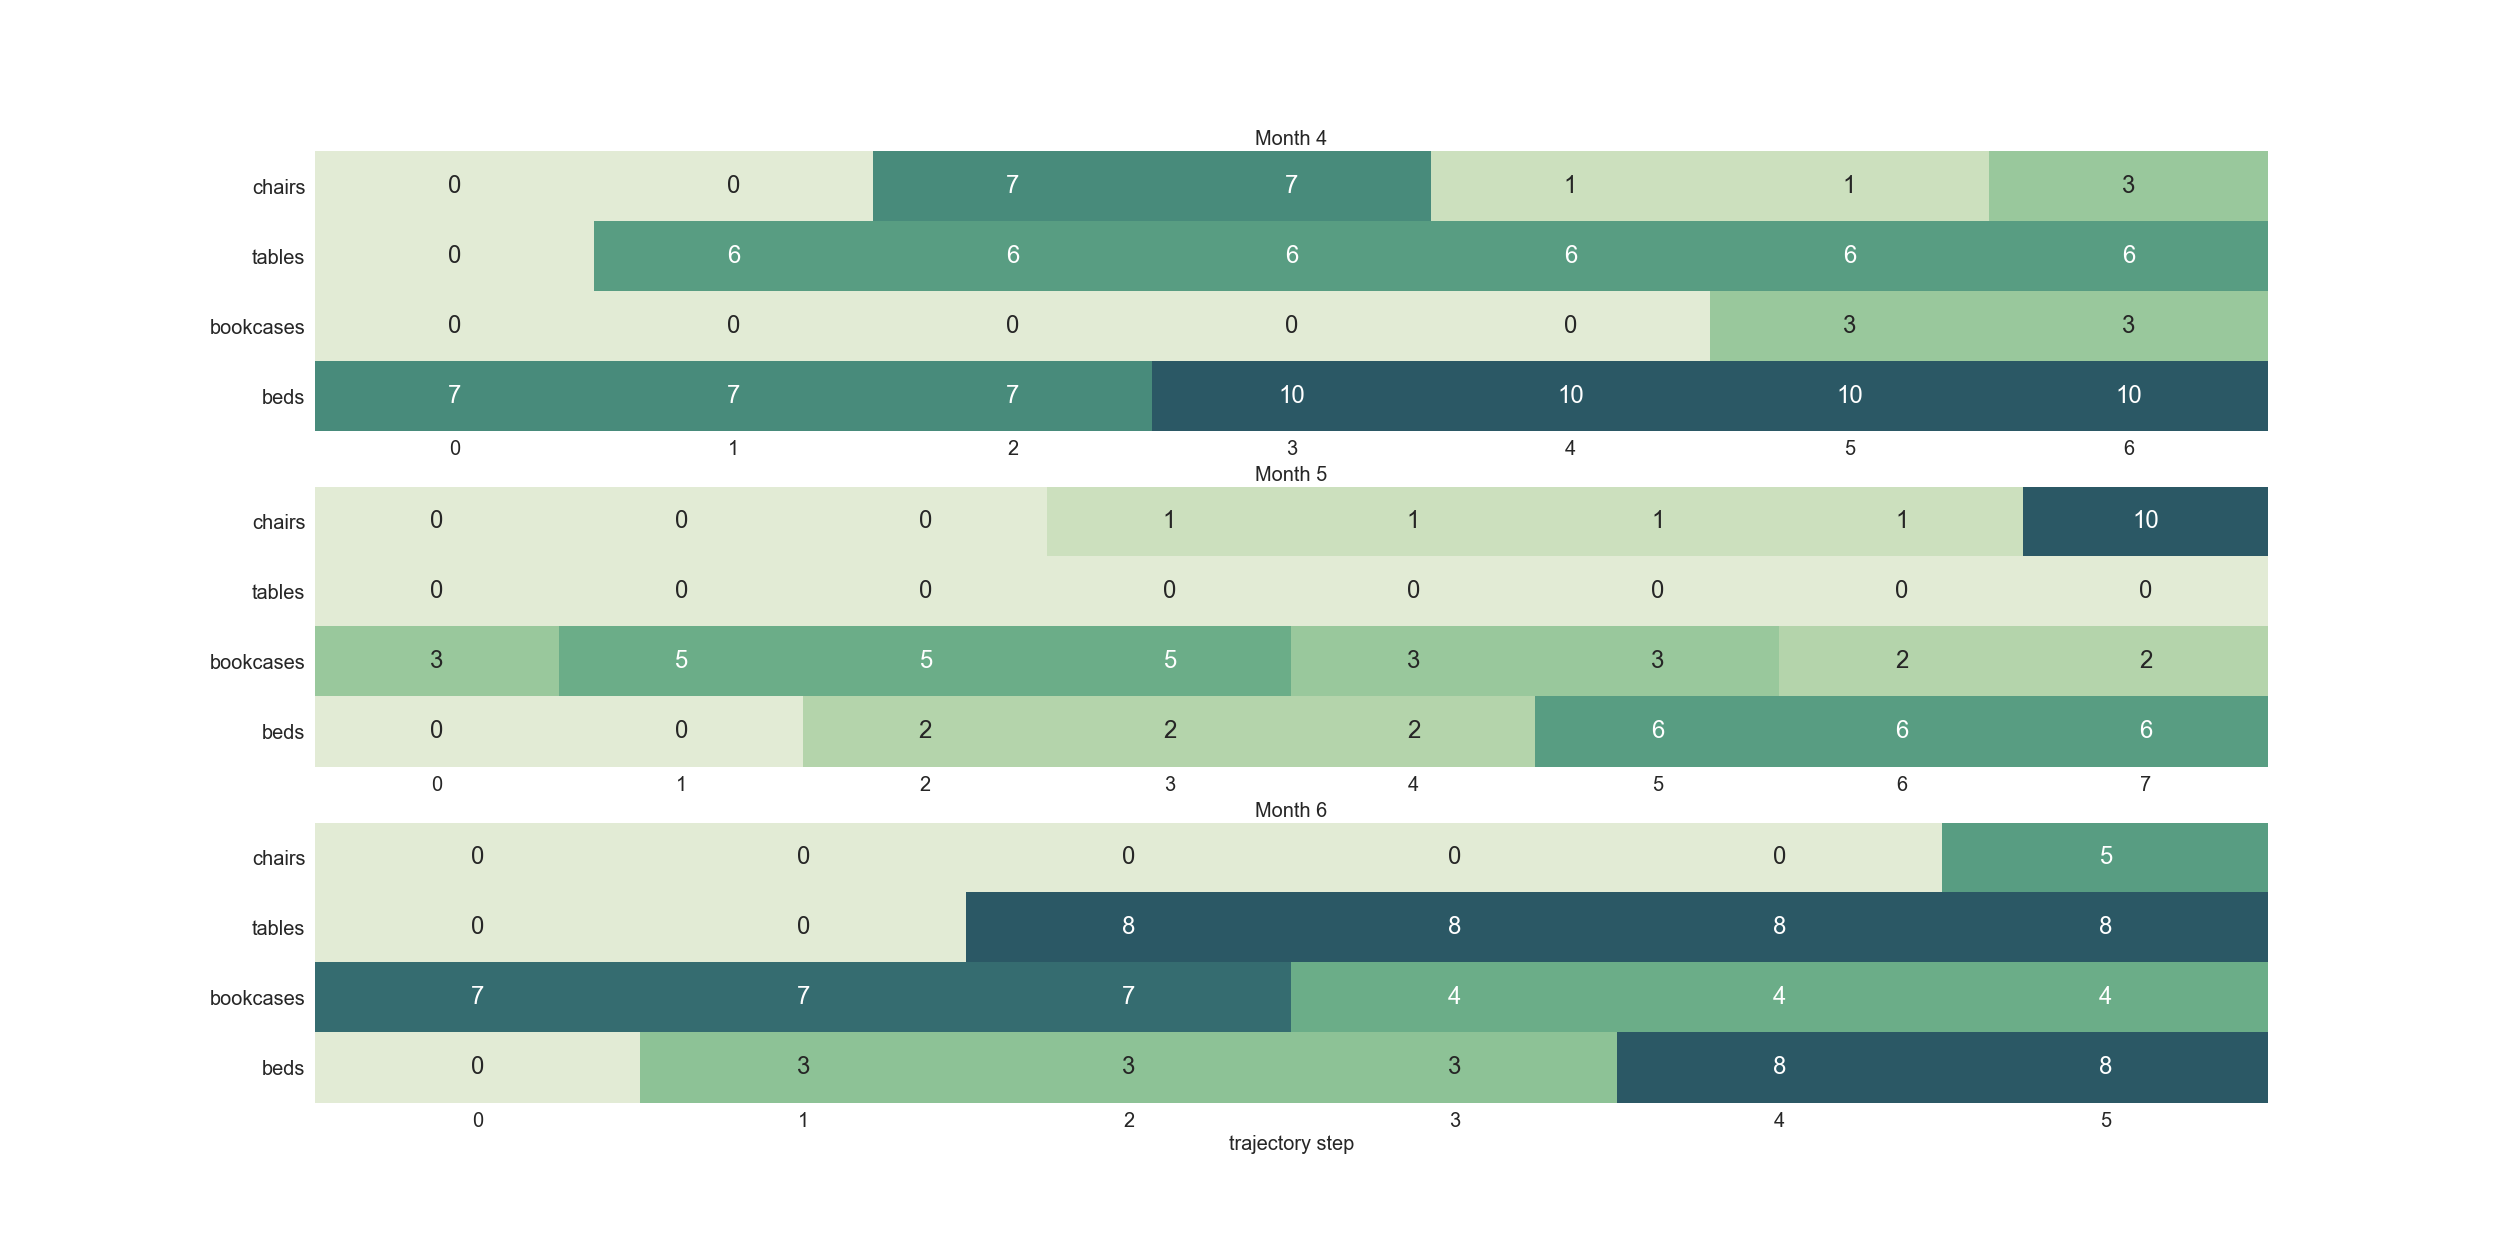 Month 4
chairs 0 0 7 7 1 1 3
tables 0 6 6 6 6 6 6
bookcases 0 0 0 0 0 3 3
beds 7 7 7 10 10 10 10
0 1 2 3 4 5 6
Month 5
chairs 0 0 0 1 1 1 1 10
tables 0 0 0 0 0 0 0 0
bookcases 3 5 5 5 3 3 2 2
beds 0 0 2 2 2 6 6 6
0 1 2 3 4 5 6 7
Month 6
chairs 0 0 0 0 0 5
tables 0 0 8 8 8 8
bookcases 7 7 7 4 4 4
beds 0 3 3 3 8 8
0 1 2 3 4 5
trajectory step